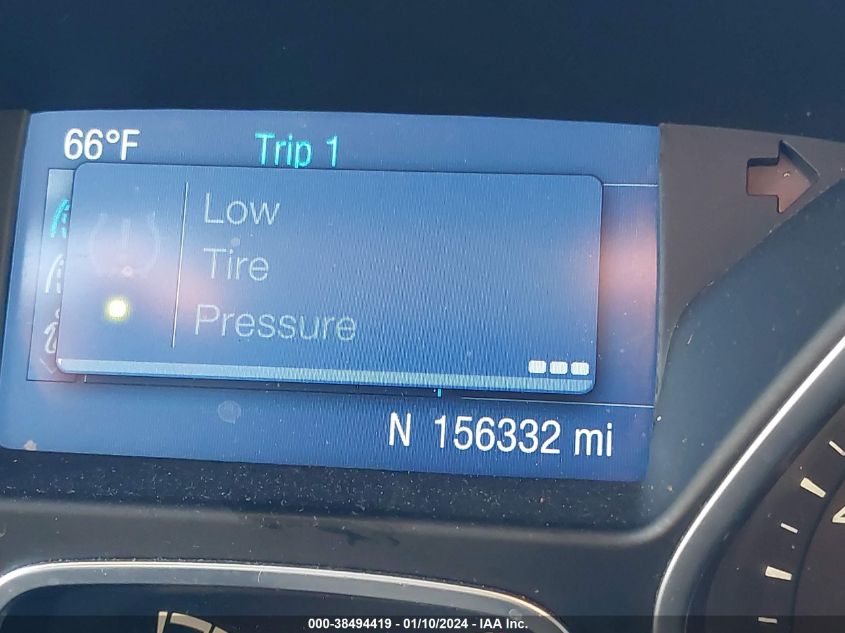 66°F
Trip 1
Low
Tire
Pressure
N 156332 mi
000-38494419 - 01/10/2024 - IAA Inc.